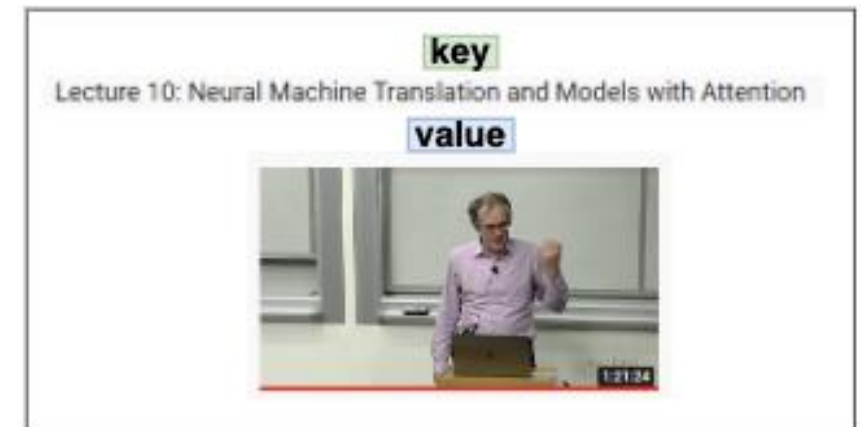 key
Lecture 10: Neural Machine Translation and Models with Attention
value
1:21:24